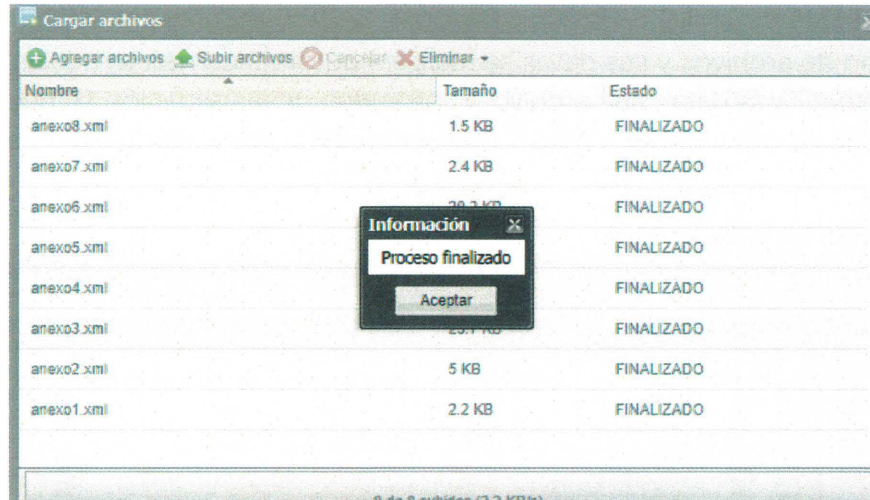 Cargar archivos
Agregar archivos Subir archivos Cancelar Eliminar
Nombre Tamaño Estado
anexo8.xml 1.5 KB FINALIZADO
anexo7.xml 2.4 KB FINALIZADO
anexo6.xml KB FINALIZADO
anexo5.xml FINALIZADO
anexo4.xml FINALIZADO
anexo3.xml KB FINALIZADO
anexo2.xml 5 KB FINALIZADO
anexo1.xml 2.2 KB FINALIZADO
Información
Proceso finalizado
Aceptar